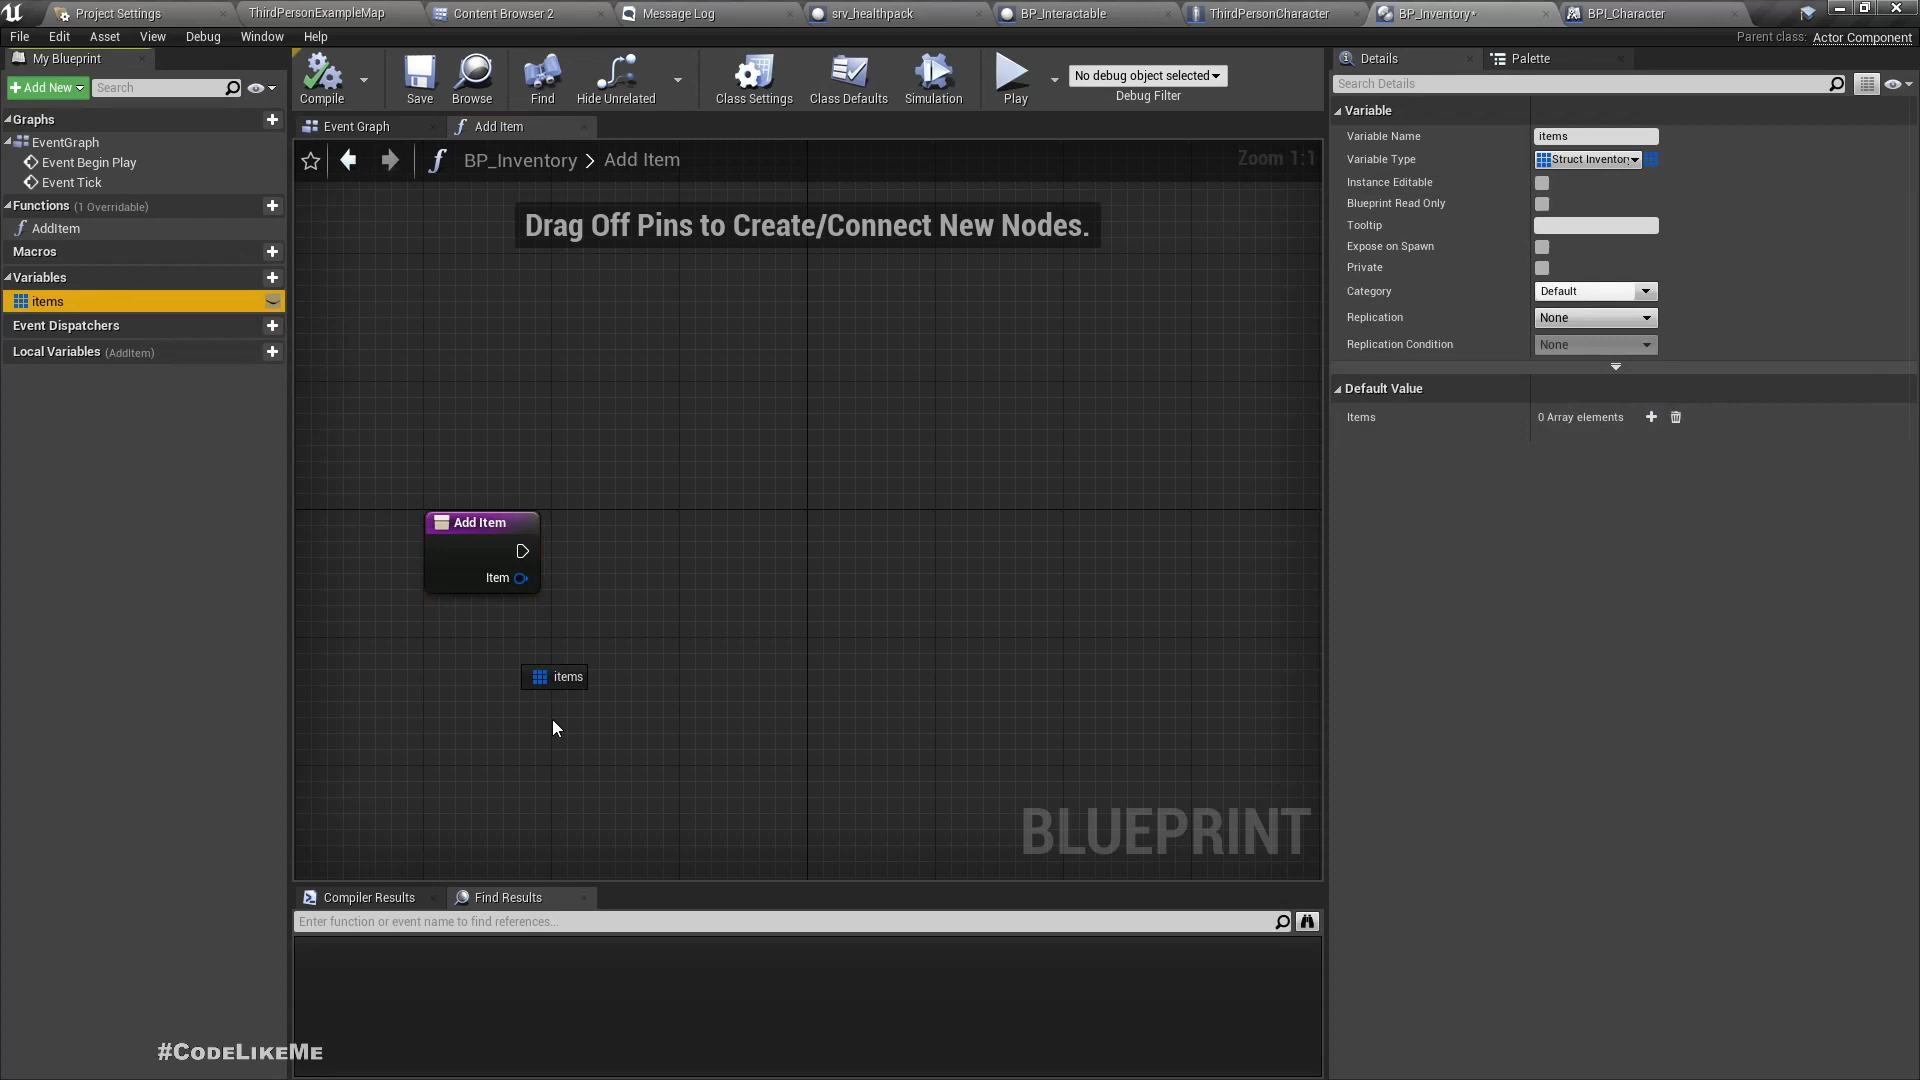 Project Settings
ThirdPersonExampleMap
Content Browser 2
Message Log
srv_healthpack
BP_Interactable
ThirdPersonCharacter
BP_Inventory*
BPI_Character
File Edit Asset View Debug Window Help
Parent class: Actor Component
My Blueprint
Add New
Search
Graphs
EventGraph
Event Begin Play
Event Tick
Functions (1 Overridable)
AddItem
Macros
Variables
items
Event Dispatchers
Local Variables (AddItem)
Compile
Save
Browse
Find
Hide Unrelated
Class Settings
Class Defaults
Simulation
Play
No debug object selected
Debug Filter
Event Graph
Add Item
BP_Inventory > Add Item
Zoom 1:1
Drag Off Pins to Create/Connect New Nodes.
Add Item
Item
items
BLUEPRINT
Compiler Results
Find Results
Enter function or event name to find references...
Details
Palette
Search Details
Variable
Variable Name items
Variable Type Struct Inventory
Instance Editable
Blueprint Read Only
Tooltip
Expose on Spawn
Private
Category Default
Replication None
Replication Condition None
Default Value
Items 0 Array elements
#CodeLikeMe